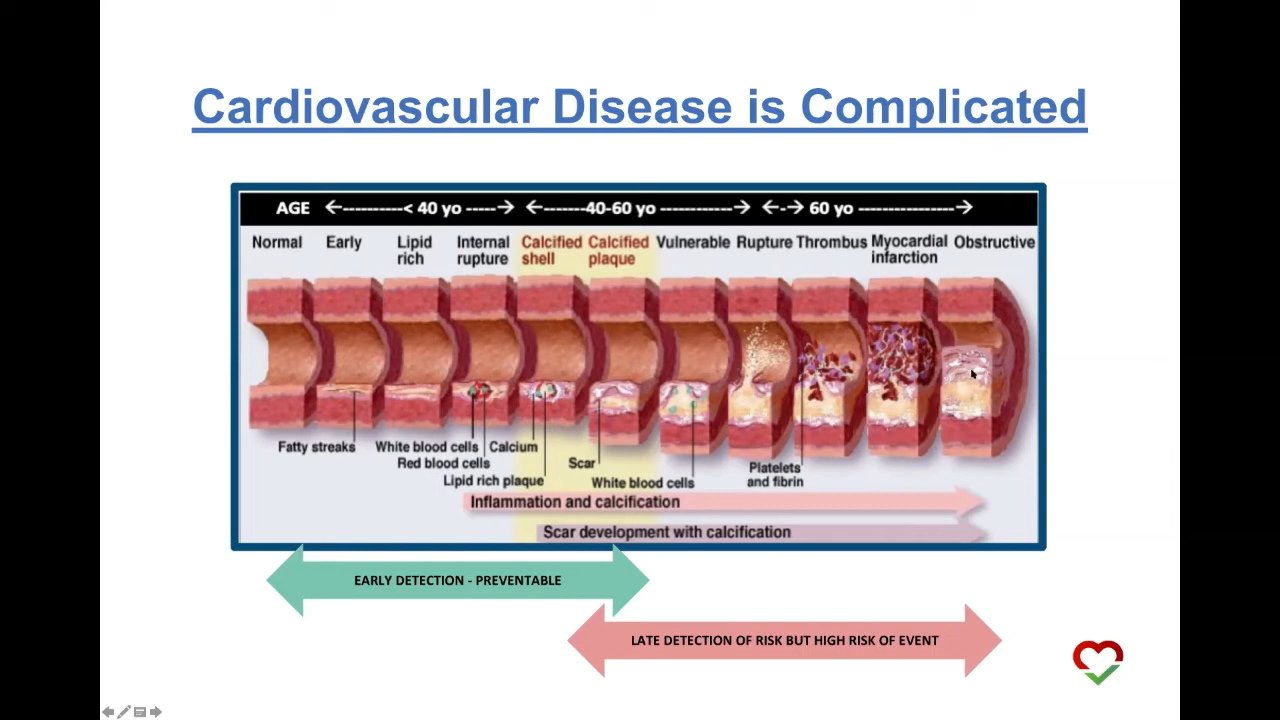 Cardiovascular Disease is Complicated
AGE ←----------< 40 yo -----→ ←-------40-60 yo ------------→ ←-→ 60 yo ----------------→
Normal Early Lipid rich Internal rupture Calcified shell Calcified plaque Vulnerable Rupture Thrombus Myocardial infarction Obstructive
Fatty streaks
White blood cells
Red blood cells
Calcium
Lipid rich plaque
Scar
White blood cells
Platelets
and fibrin
Inflammation and calcification
Scar development with calcification
EARLY DETECTION - PREVENTABLE
LATE DETECTION OF RISK BUT HIGH RISK OF EVENT